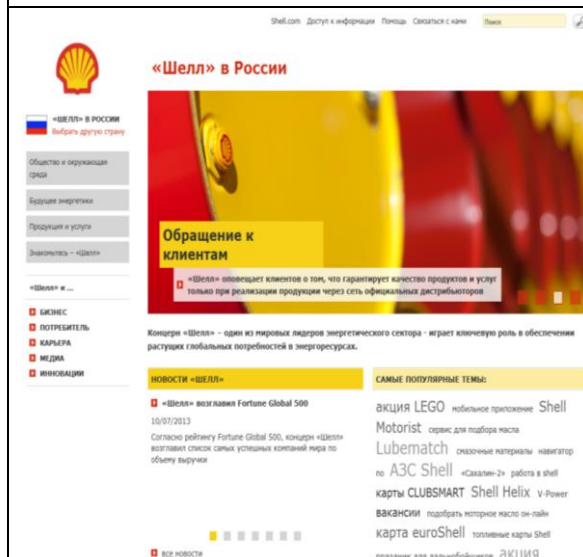 Shell.com Доступ к информации Помощь Связаться с нами Поиск
«Шелл» в России
«ШЕЛЛ» В РОССИИ
Выбрать другую страну
Общество и окружающая
среда
Будущее энергетики
Продукция и услуги
Знакомьтесь – «Шелл»
«Шелл» и ...
БИЗНЕС
ПОТРЕБИТЕЛЬ
КАРЬЕРА
МЕДИА
ИННОВАЦИИ
Обращение к
клиентам
«Шелл» оповещает клиентов о том, что гарантирует качество продуктов и услуг
только при реализации продукции через сеть официальных дистрибьюторов
Концерн «Шелл» – один из мировых лидеров энергетического сектора - играет ключевую роль в обеспечении
растущих глобальных потребностей в энергоресурсах.
НОВОСТИ «ШЕЛЛ»
«Шелл» возглавил Fortune Global 500
10/07/2013
Согласно рейтингу Fortune Global 500, концерн «Шелл»
возглавил список самых успешных компаний мира по
объему выручки
все новости
САМЫЕ ПОПУЛЯРНЫЕ ТЕМЫ:
акция LEGO мобильное приложение Shell
Motorist сервис для подбора масла
Lubematch смазочные материалы навигатор
по АЗС Shell «Сахалин-2» работа в shell
карты CLUBSMART Shell Helix V-Power
вакансии подобрать моторное масло он-лайн
карта euroShell топливные карты Shell
праздник для дальнобойщиков акция